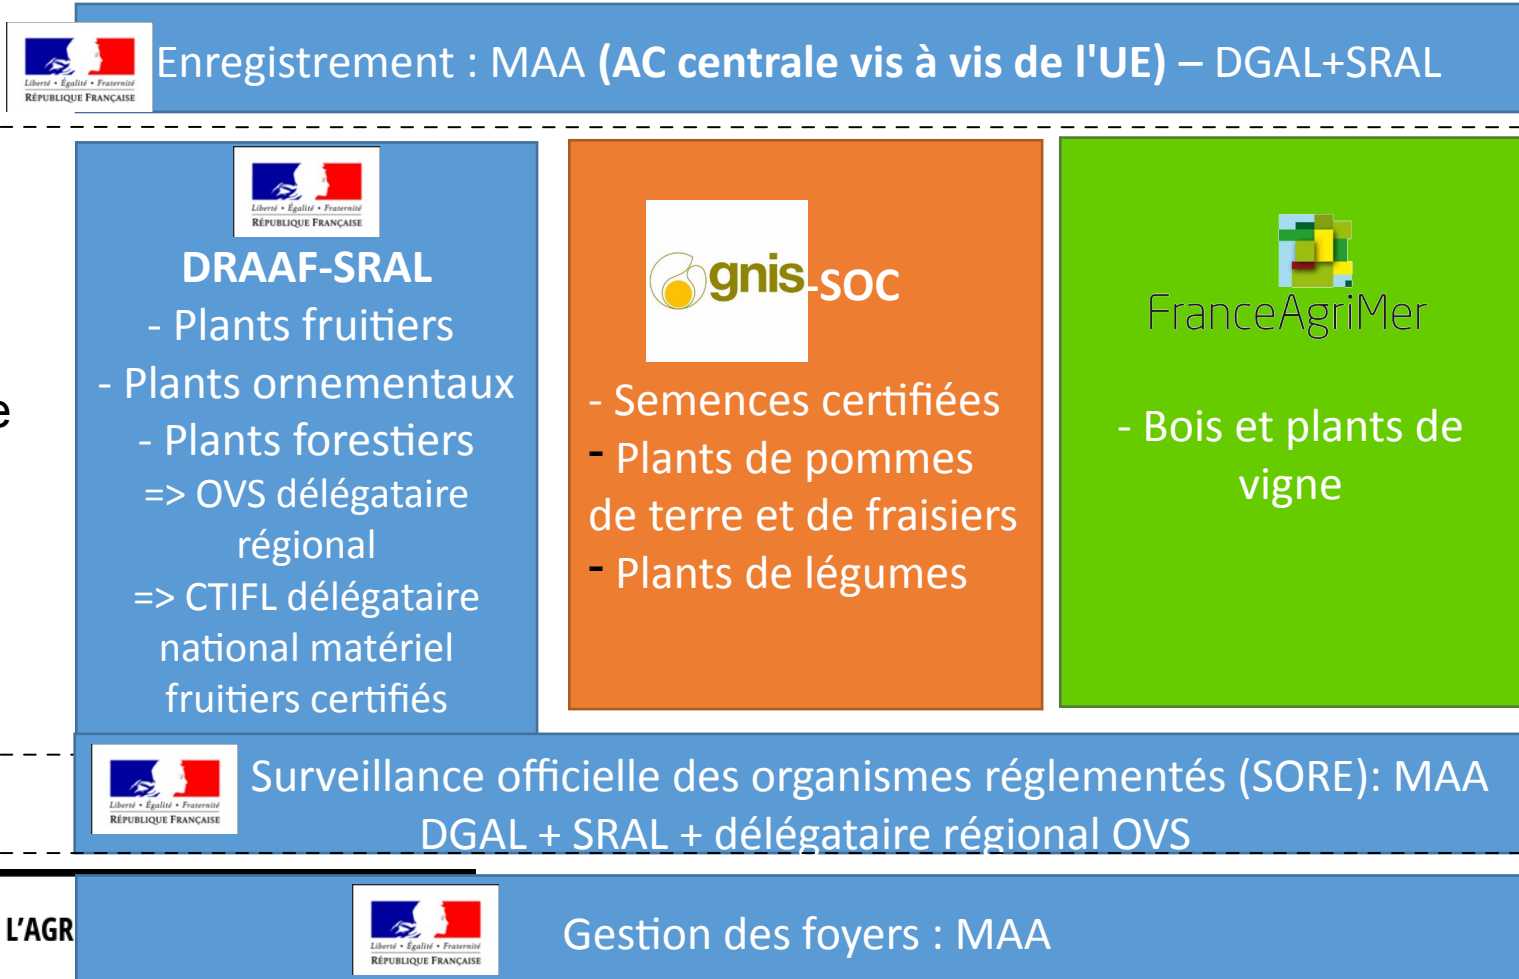 Liberté • Égalité • Fraternité
RÉPUBLIQUE FRANÇAISE
Enregistrement : MAA (AC centrale vis à vis de l'UE) – DGAL+SRAL
Liberté • Égalité • Fraternité
RÉPUBLIQUE FRANÇAISE
DRAAF-SRAL
- Plants fruitiers
- Plants ornementaux
- Plants forestiers
=> OVS délégataire
régional
=> CTIFL délégataire
national matériel
fruitiers certifiés
gnis-SOC
- Semences certifiées
- Plants de pommes
de terre et de fraisiers
- Plants de légumes
FranceAgriMer
- Bois et plants de
vigne
e
Liberté • Égalité • Fraternité
RÉPUBLIQUE FRANÇAISE
Surveillance officielle des organismes réglementés (SORE): MAA
DGAL + SRAL + délégataire régional OVS
L'AGR
Liberté • Égalité • Fraternité
RÉPUBLIQUE FRANÇAISE
Gestion des foyers : MAA